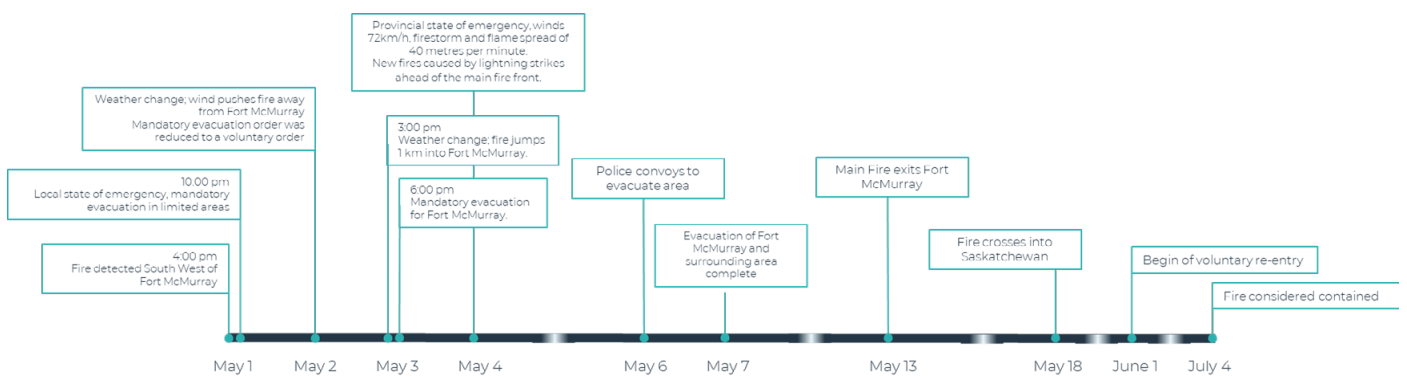 Provincial state of emergency, winds
72km/h, firestorm and flame spread of
40 metres per minute.
New fires caused by lightning strikes
ahead of the main fire front.
Weather change; wind pushes fire away
from Fort McMurray
Mandatory evacuation order was
reduced to a voluntary order
3:00 pm
Weather change; fire jumps
1 km into Fort McMurray.
10.00 pm
Local state of emergency, mandatory
evacuation in limited areas
6:00 pm
Mandatory evacuation
for Fort McMurray.
Police convoys to
evacuate area
Main Fire exits Fort
McMurray
4:00 pm
Fire detected South West of
Fort McMurray
Evacuation of Fort
McMurray and
surrounding area
complete
Fire crosses into
Saskatchewan
Begin of voluntary re-entry
Fire considered contained
May 1
May 2
May 3
May 4
May 6
May 7
May 13
May 18
June 1
July 4